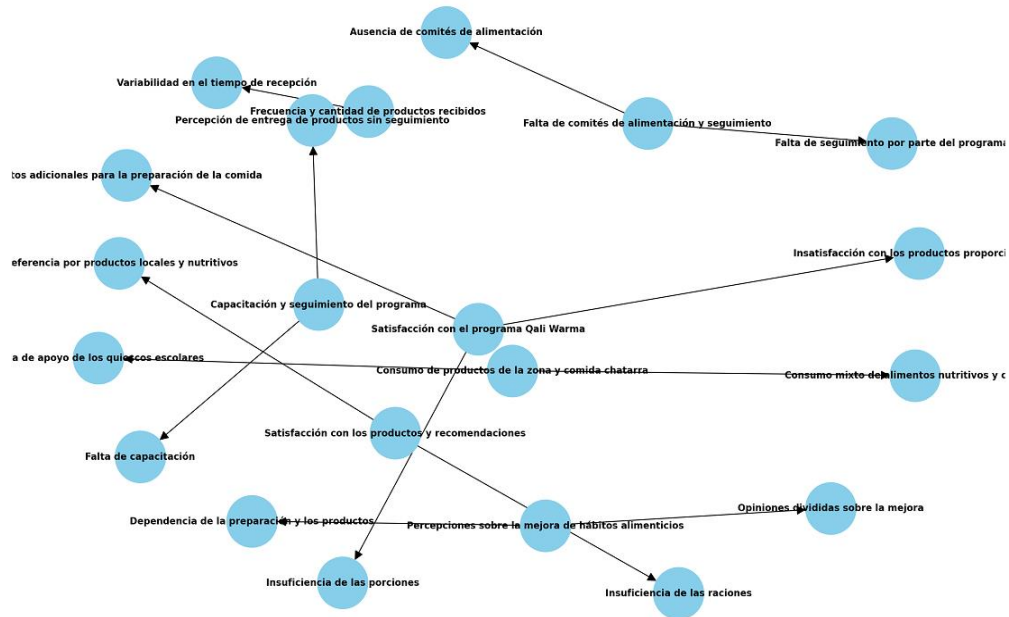 Ausencia de comités de alimentación
Variabilidad en el tiempo de recepción
Frecuencia y cantidad de productos recibidos
Percepción de entrega de productos sin seguimiento
Falta de comités de alimentación y seguimiento
Falta de seguimiento por parte del programa
adicionales para la preparación de la comida
Insatisfacción con los productos
por productos locales y nutritivos
Capacitación y seguimiento del programa
Satisfacción con el programa Qali Warma
a de apoyo de los quioscos escolares
Consumo de productos de la zona y comida chatarra
Consumo mixto de alimentos nutritivos y
Satisfacción con los productos y recomendaciones
Falta de capacitación
Opiniones divididas sobre la mejora
Dependencia de la preparación y los productos
Percepciones sobre la mejora de hábitos alimenticios
Insuficiencia de las porciones
Insuficiencia de las raciones